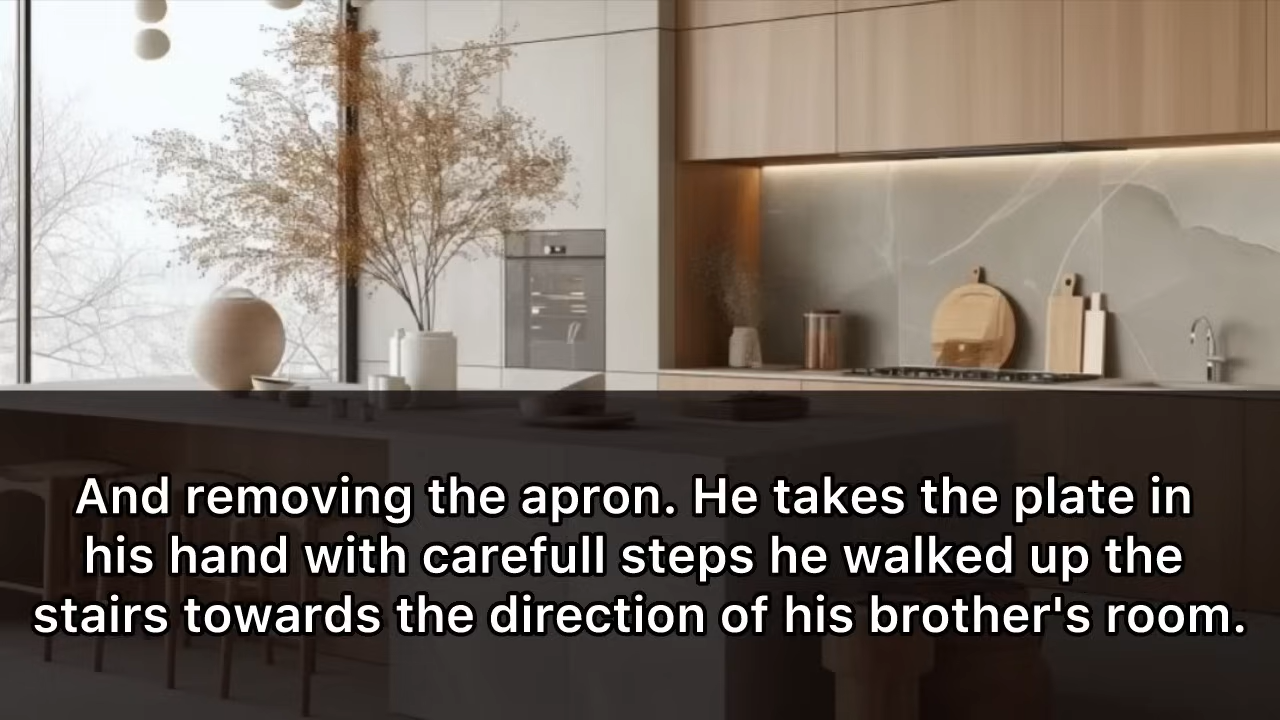 And removing the apron. He takes the plate in
his hand with carefull steps he walked up the
stairs towards the direction of his brother's room.